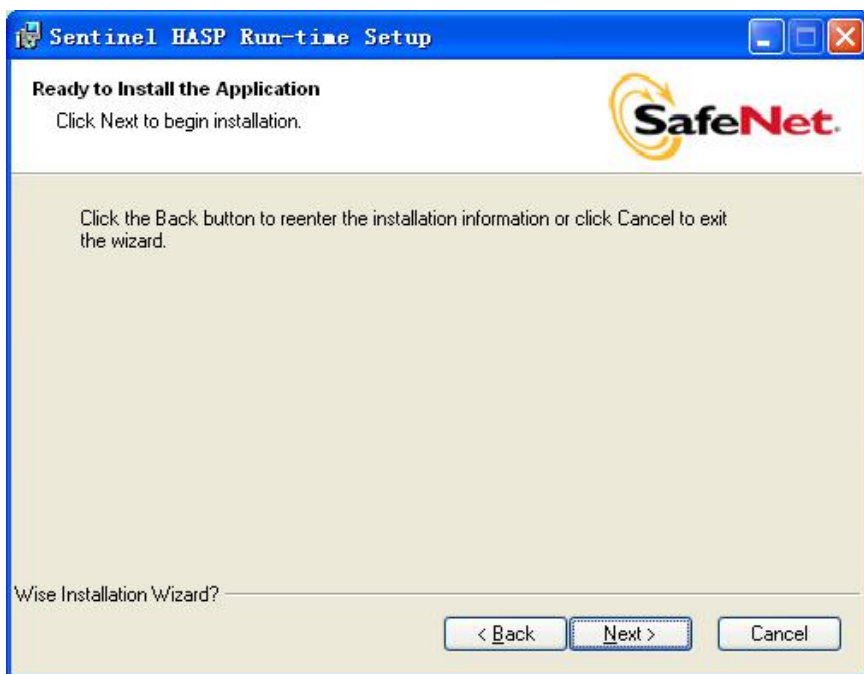 Sentinel HASP Run-time Setup
Ready to Install the Application
Click Next to begin installation.
SafeNet.
Click the Back button to reenter the installation information or click Cancel to exit
the wizard.
Wise Installation Wizard?
< Back
Next >
Cancel